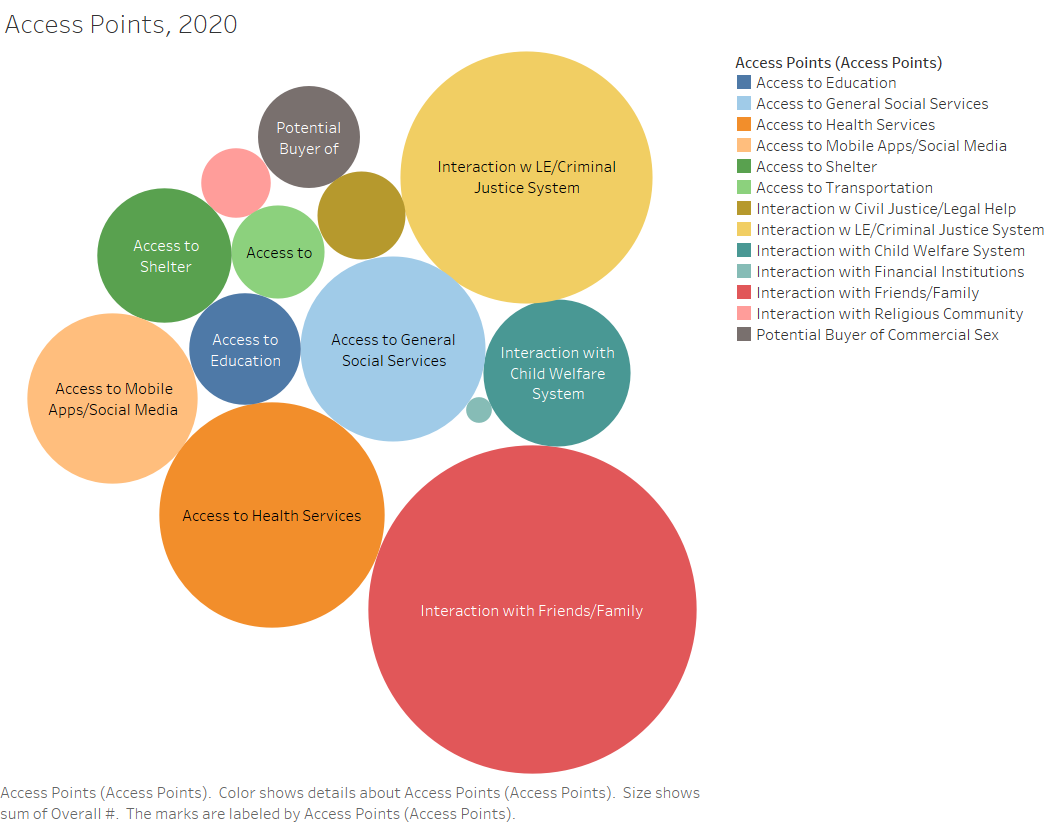 Access Points, 2020
Potential
Buyer of
Interaction w LE/Criminal
Justice System
Access to
Shelter
Access to
Access to
Education
Access to General
Social Services
Interaction with
Child Welfare
System
Access to Mobile
Apps/Social Media
Access to Health Services
Interaction with Friends/Family
Access Points (Access Points)
Access to Education
Access to General Social Services
Access to Health Services
Access to Mobile Apps/Social Media
Access to Shelter
Access to Transportation
Interaction w Civil Justice/Legal Help
Interaction w LE/Criminal Justice System
Interaction with Child Welfare System
Interaction with Financial Institutions
Interaction with Friends/Family
Interaction with Religious Community
Potential Buyer of Commercial Sex
Access Points (Access Points). Color shows details about Access Points (Access Points). Size shows
sum of Overall #. The marks are labeled by Access Points (Access Points).